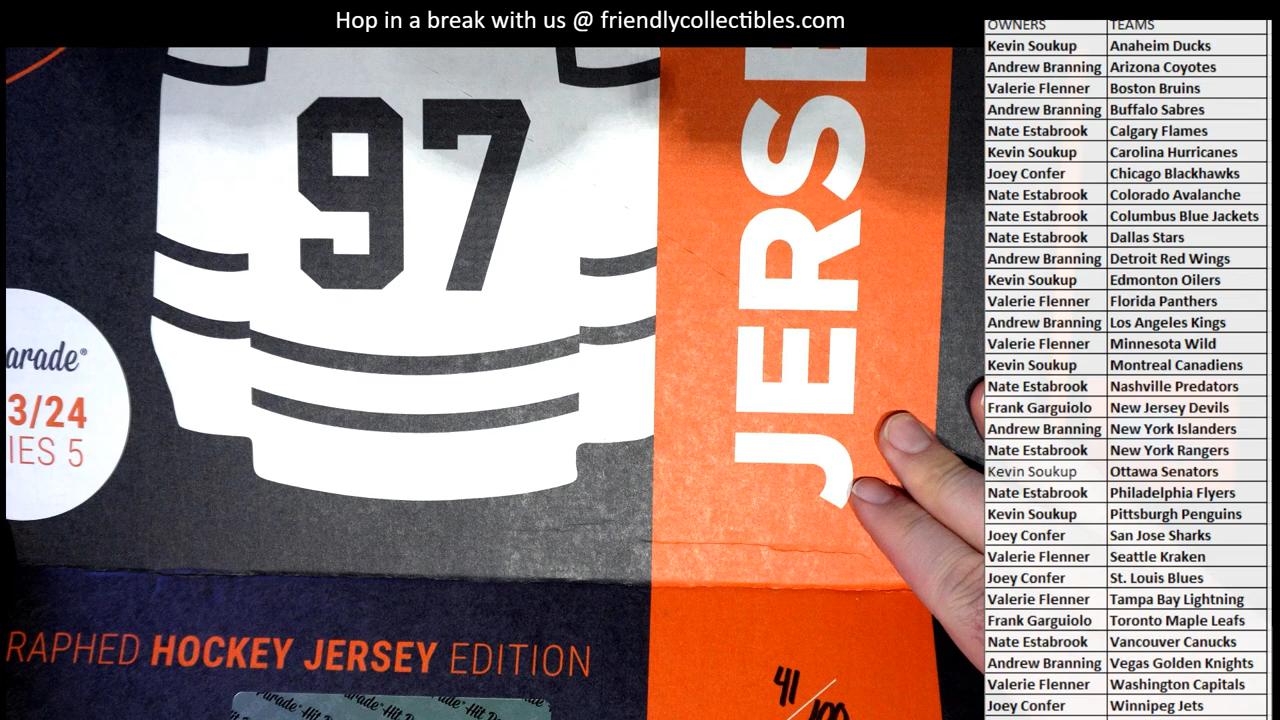 Hop in a break with us @ friendlycollectibles.com
OWNERS TEAMS
Kevin Soukup Anaheim Ducks
Andrew Branning Arizona Coyotes
Valerie Flenner Boston Bruins
Andrew Branning Buffalo Sabres
Nate Estabrook Calgary Flames
Kevin Soukup Carolina Hurricanes
Joey Confer Chicago Blackhawks
Nate Estabrook Colorado Avalanche
Nate Estabrook Columbus Blue Jackets
Nate Estabrook Dallas Stars
Andrew Branning Detroit Red Wings
Kevin Soukup Edmonton Oilers
Valerie Flenner Florida Panthers
Andrew Branning Los Angeles Kings
Valerie Flenner Minnesota Wild
Kevin Soukup Montreal Canadiens
Nate Estabrook Nashville Predators
Frank Garguiolo New Jersey Devils
Andrew Branning New York Islanders
Nate Estabrook New York Rangers
Kevin Soukup Ottawa Senators
Nate Estabrook Philadelphia Flyers
Kevin Soukup Pittsburgh Penguins
Joey Confer San Jose Sharks
Valerie Flenner Seattle Kraken
Joey Confer St. Louis Blues
Valerie Flenner Tampa Bay Lightning
Frank Garguiolo Toronto Maple Leafs
Nate Estabrook Vancouver Canucks
Andrew Branning Vegas Golden Knights
Valerie Flenner Washington Capitals
Joey Confer Winnipeg Jets
97
JERSE
arade®
3/24
IES 5
RAPHED HOCKEY JERSEY EDITION
41/100